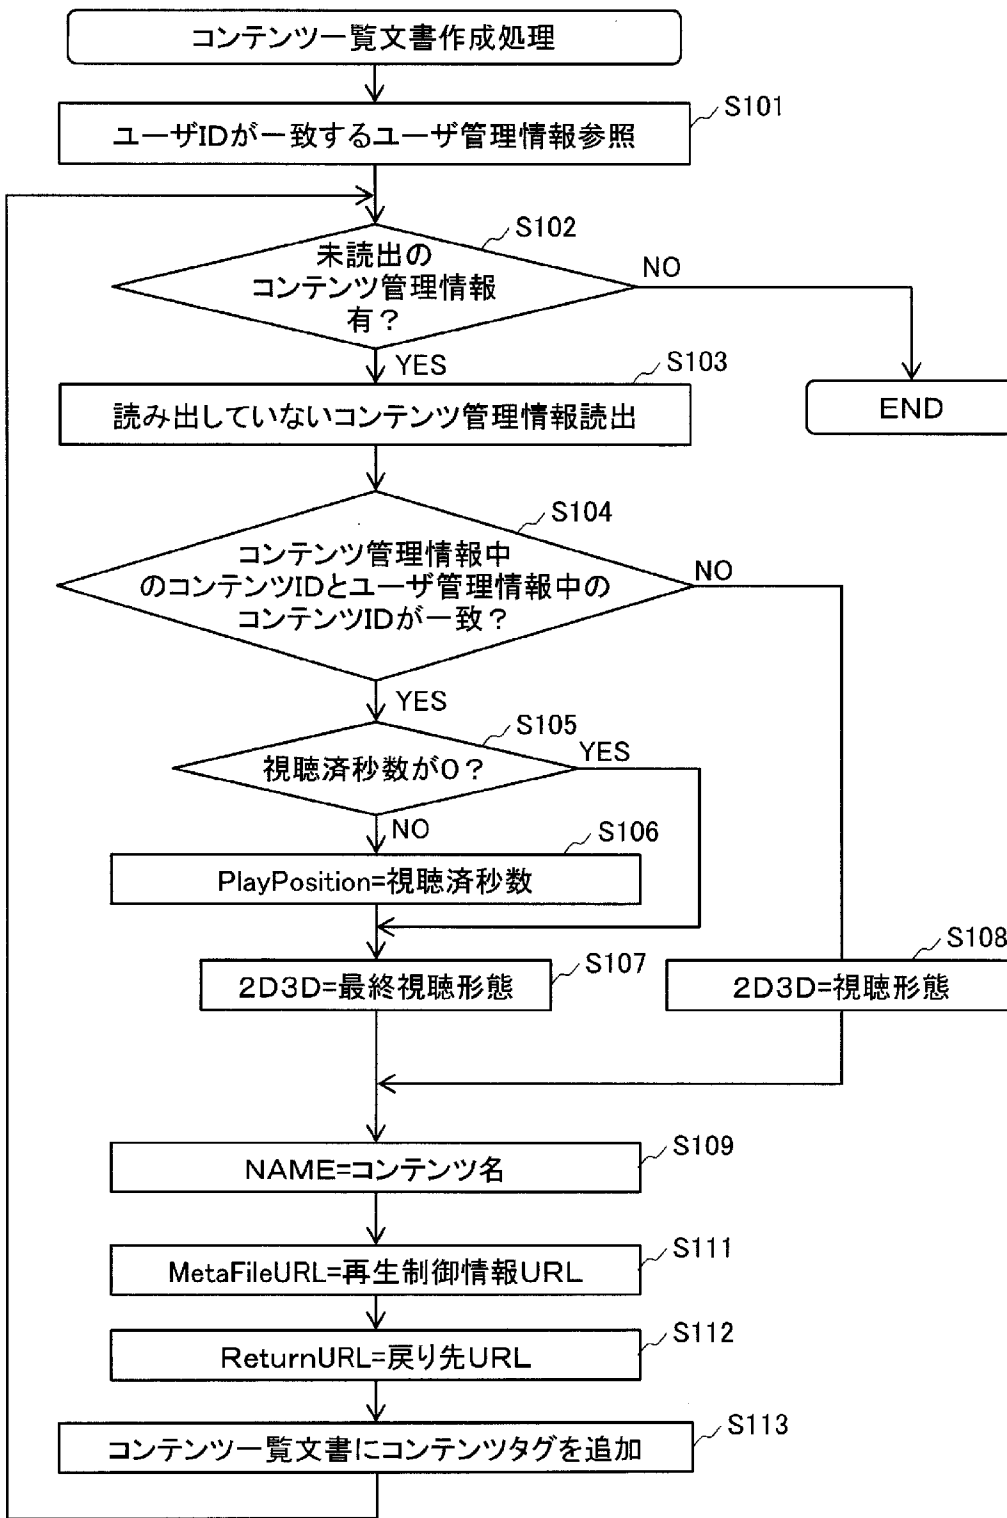 コンテンツ一覧文書作成処理
S101
ユーザIDが一致するユーザ管理情報参照
S102
未読出の
コンテンツ管理情報
有？
NO
YES
S103
読み出していないコンテンツ管理情報読出
END
S104
コンテンツ管理情報中
のコンテンツIDとユーザ管理情報中の
コンテンツIDが一致？
NO
YES
S105
視聴済秒数が0？
YES
NO
S106
PlayPosition=視聴済秒数
S107
2D3D=最終視聴形態
S108
2D3D=視聴形態
S109
NAME=コンテンツ名
S111
MetaFileURL=再生制御情報URL
S112
ReturnURL=戻り先URL
S113
コンテンツ一覧文書にコンテンツタグを追加